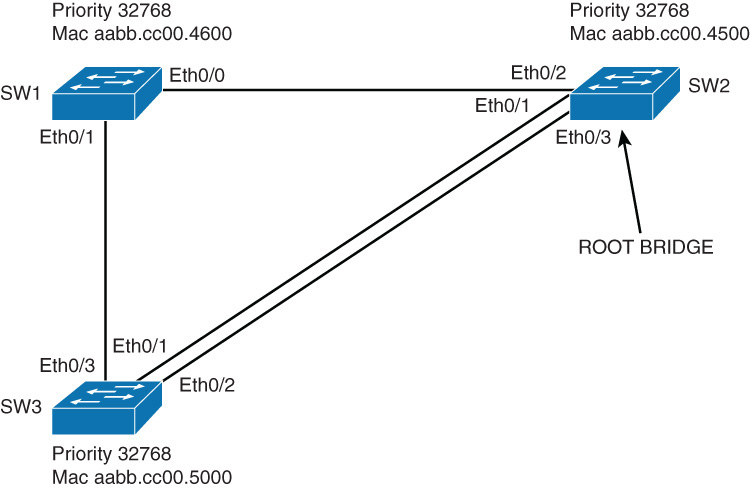 Priority 32768
Mac aabb.cc00.4600
Priority 32768
Mac aabb.cc00.4500
SW1
Eth0/0
Eth0/2
SW2
Eth0/1
Eth0/1
Eth0/3
ROOT BRIDGE
Eth0/1
Eth0/3
Eth0/2
SW3
Priority 32768
Mac aabb.cc00.5000